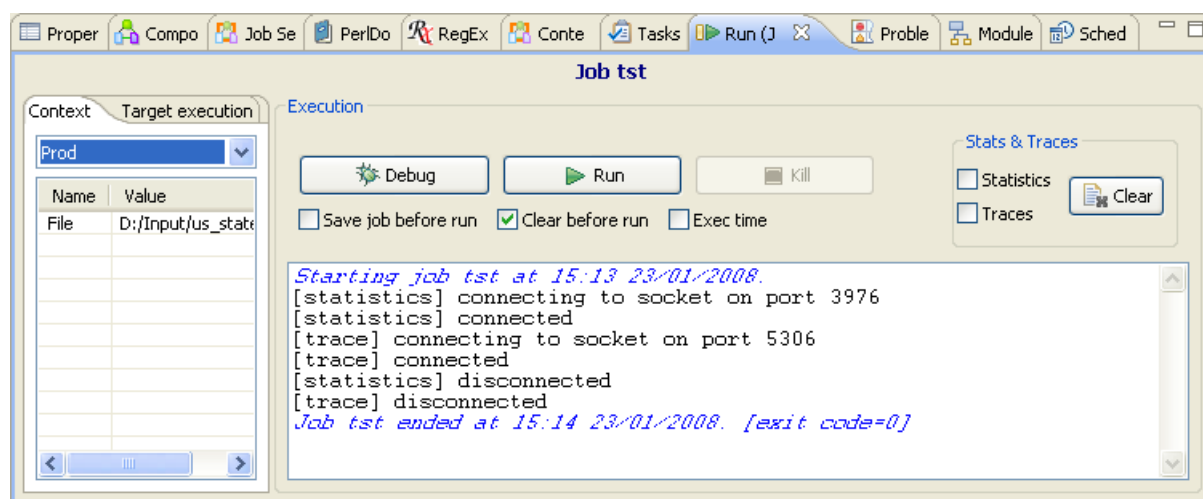 Proper Compo Job Se PerlDo RegEx Conte Tasks Run (J Proble Module Sched
Job tst
Context Target execution
Prod
Name Value
File D:/Input/us_state
Execution
Debug Run Kill
Save job before run Clear before run Exec time
Stats & Traces
Statistics
Traces
Clear
Starting job tst at 15:13 23/01/2008.
[statistics] connecting to socket on port 3976
[statistics] connected
[trace] connecting to socket on port 5306
[trace] connected
[statistics] disconnected
[trace] disconnected
Job tst ended at 15:14 23/01/2008. [exit code=0]